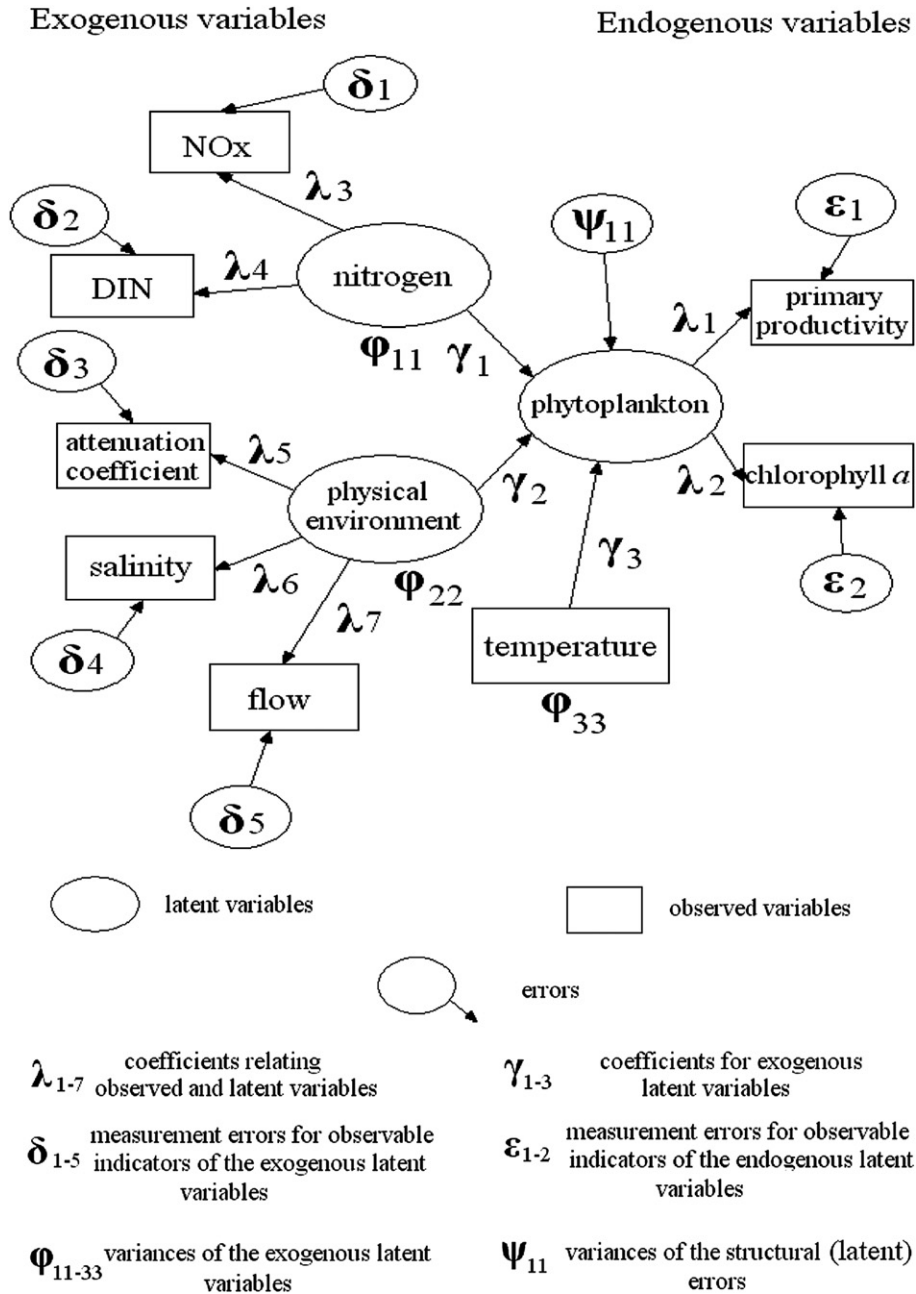 Exogenous variables
Endogenous variables
δ1
NOx
λ3
δ2
DIN
λ4
nitrogen
φ11
γ1
ψ11
ε1
primary
productivity
λ1
phytoplankton
δ3
attenuation
coefficient
λ5
physical
environment
γ2
λ2
chlorophyll a
salinity
λ6
φ22
γ3
ε2
δ4
λ7
temperature
flow
φ33
δ5
latent variables
observed variables
errors
λ1-7 coefficients relating
observed and latent variables
γ1-3 coefficients for exogenous
latent variables
δ1-5 measurement errors for observable
indicators of the exogenous latent
variables
ε1-2 measurement errors for observable
indicators of the endogenous latent
variables
φ11-33 variances of the exogenous latent
variables
ψ11 variances of the structural (latent)
errors